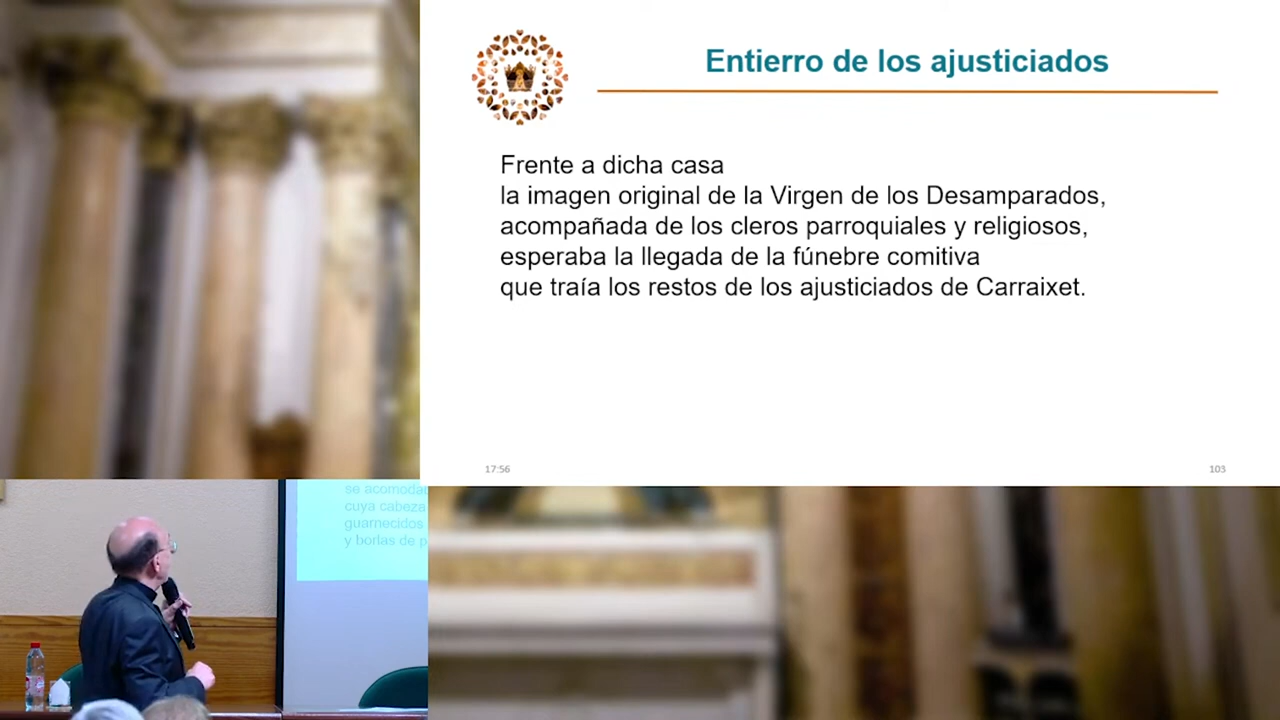 Entierro de los ajusticiados
Frente a dicha casa
la imagen original de la Virgen de los Desamparados,
acompañada de los cleros parroquiales y religiosos,
esperaba la llegada de la fúnebre comitiva
que traía los restos de los ajusticiados de Carraixet.
17:56
103
se acomoda
cuya cabeza
guarnecidos
y borlas de p